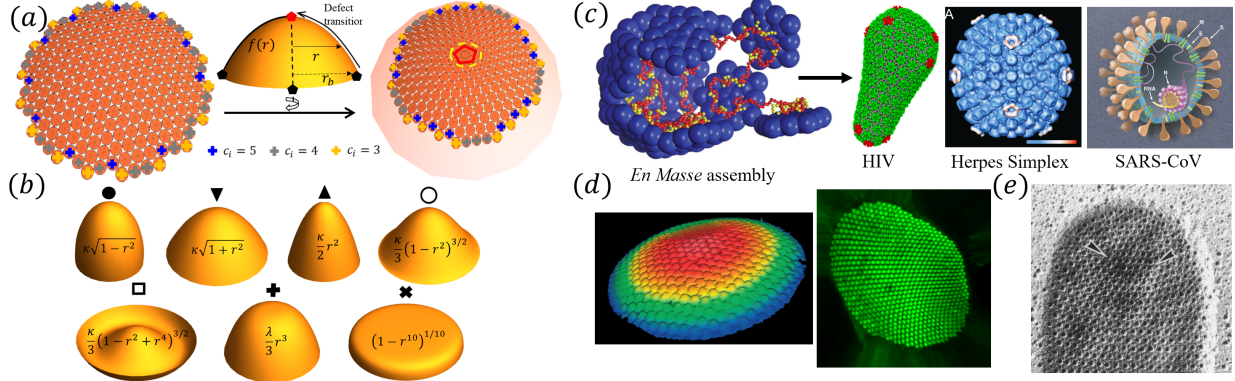 (a)
Defect
transition
f(r)
r
r_b
c_i = 5 c_i = 4 c_i = 3
(b)
κ√(1 − r²)
κ√(1 + r²)
κ/2 r²
κ/3 (1 − r²)^{3/2}
κ/3 (1 − r² + r⁴)^{3/2}
λ/3 r³
(1 − r^{10})^{1/10}
(c)
En Masse assembly
HIV
A
Herpes Simplex
M
E
S
N
RNA
SARS-CoV
(d)
(e)